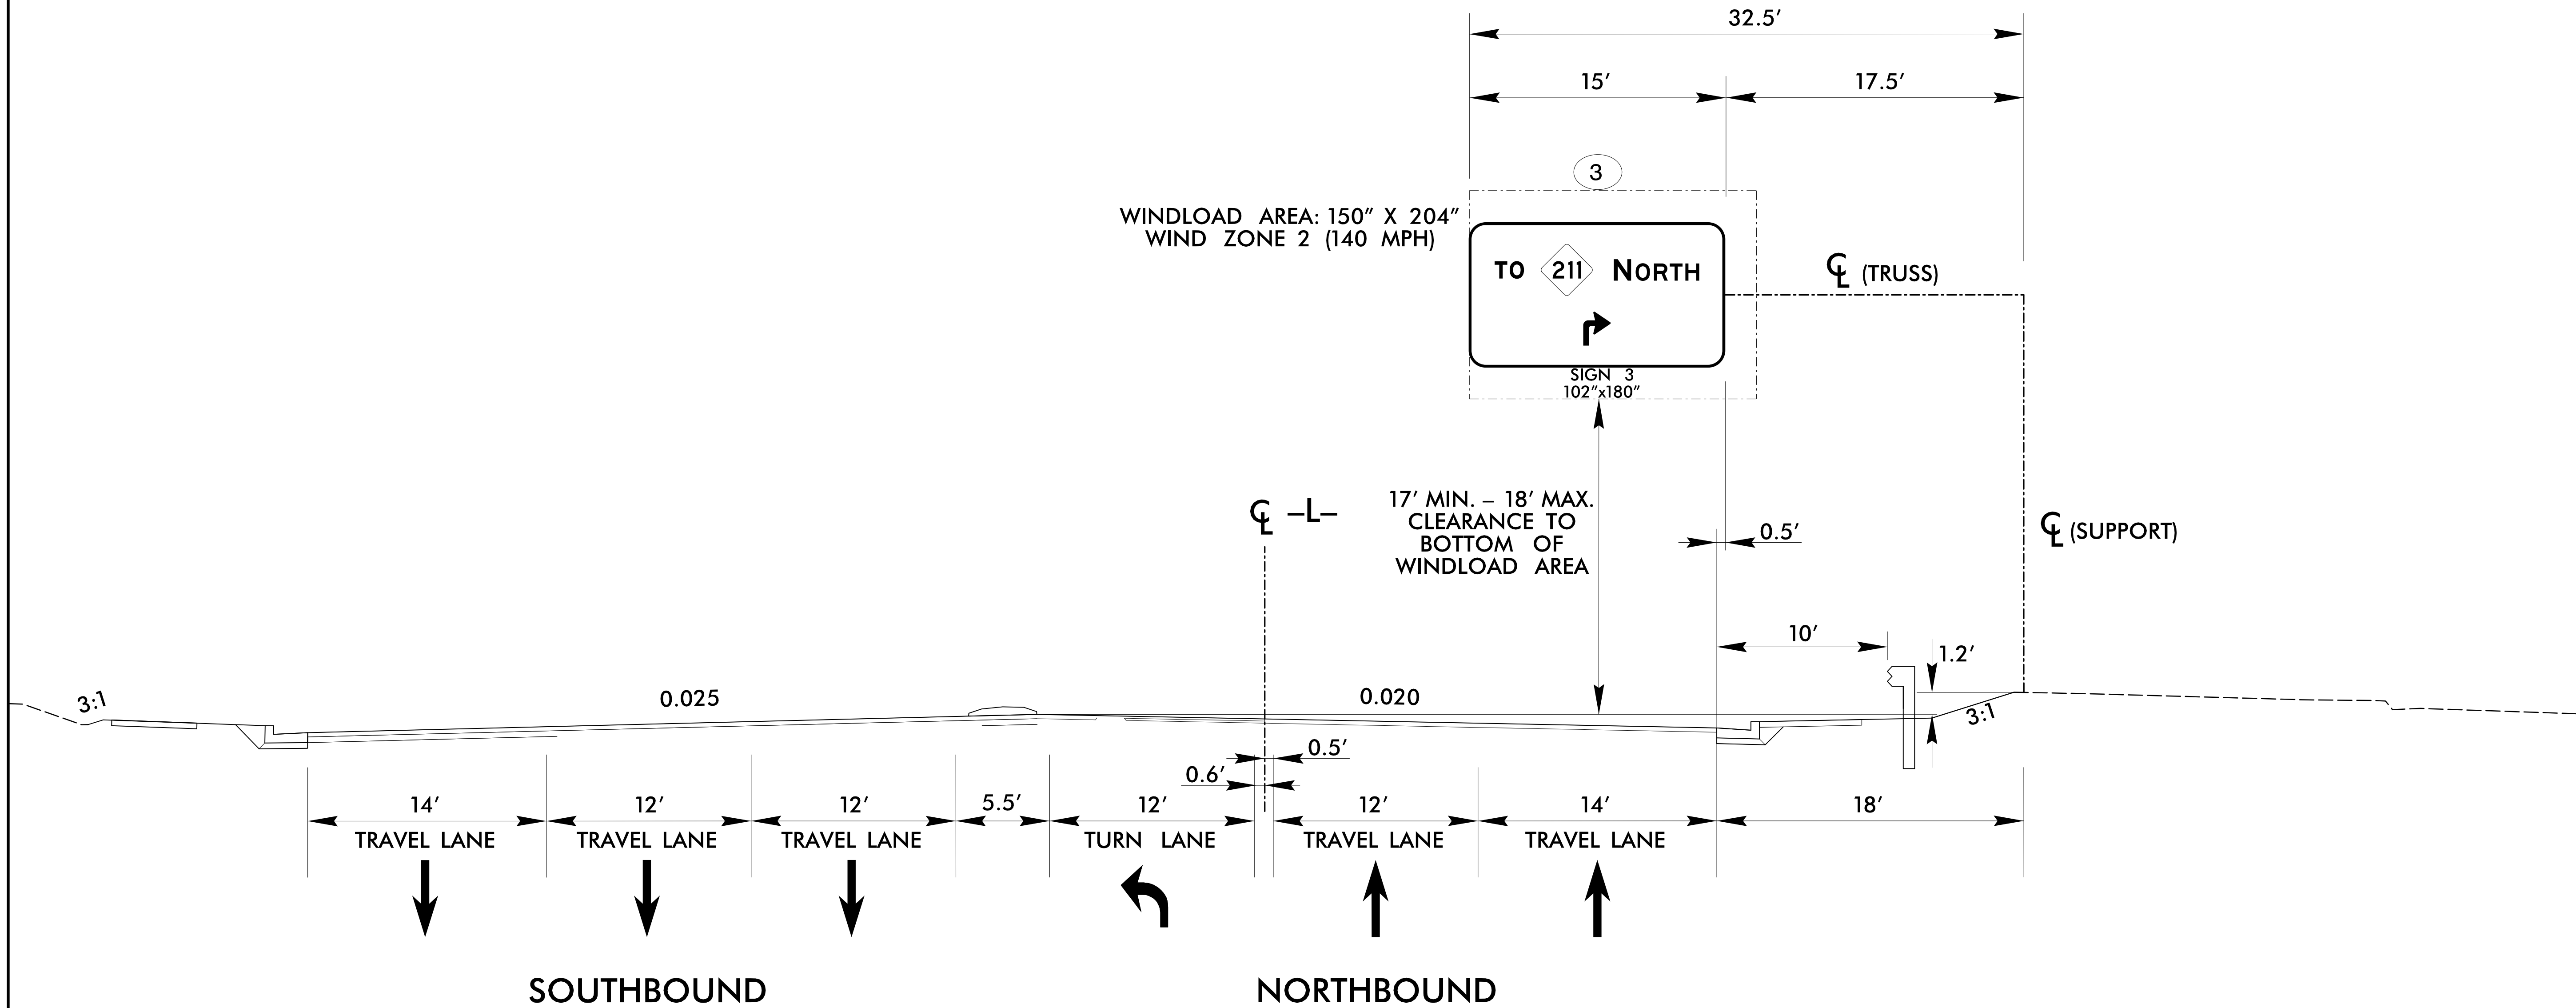 32.5′
15′ 17.5′
3
WINDLOAD AREA: 150″ X 204″
WIND ZONE 2 (140 MPH)
TO 211 NORTH
SIGN 3
102″x180″
℄ (TRUSS)
℄ –L–
17′ MIN. – 18′ MAX.
CLEARANCE TO
BOTTOM OF
WINDLOAD AREA
0.5′
℄ (SUPPORT)
10′
1.2′
3:1
0.025
0.020
3:1
0.5′
0.6′
14′ 12′ 12′ 5.5′ 12′ 12′ 14′ 18′
TRAVEL LANE TRAVEL LANE TRAVEL LANE TURN LANE TRAVEL LANE TRAVEL LANE
SOUTHBOUND NORTHBOUND